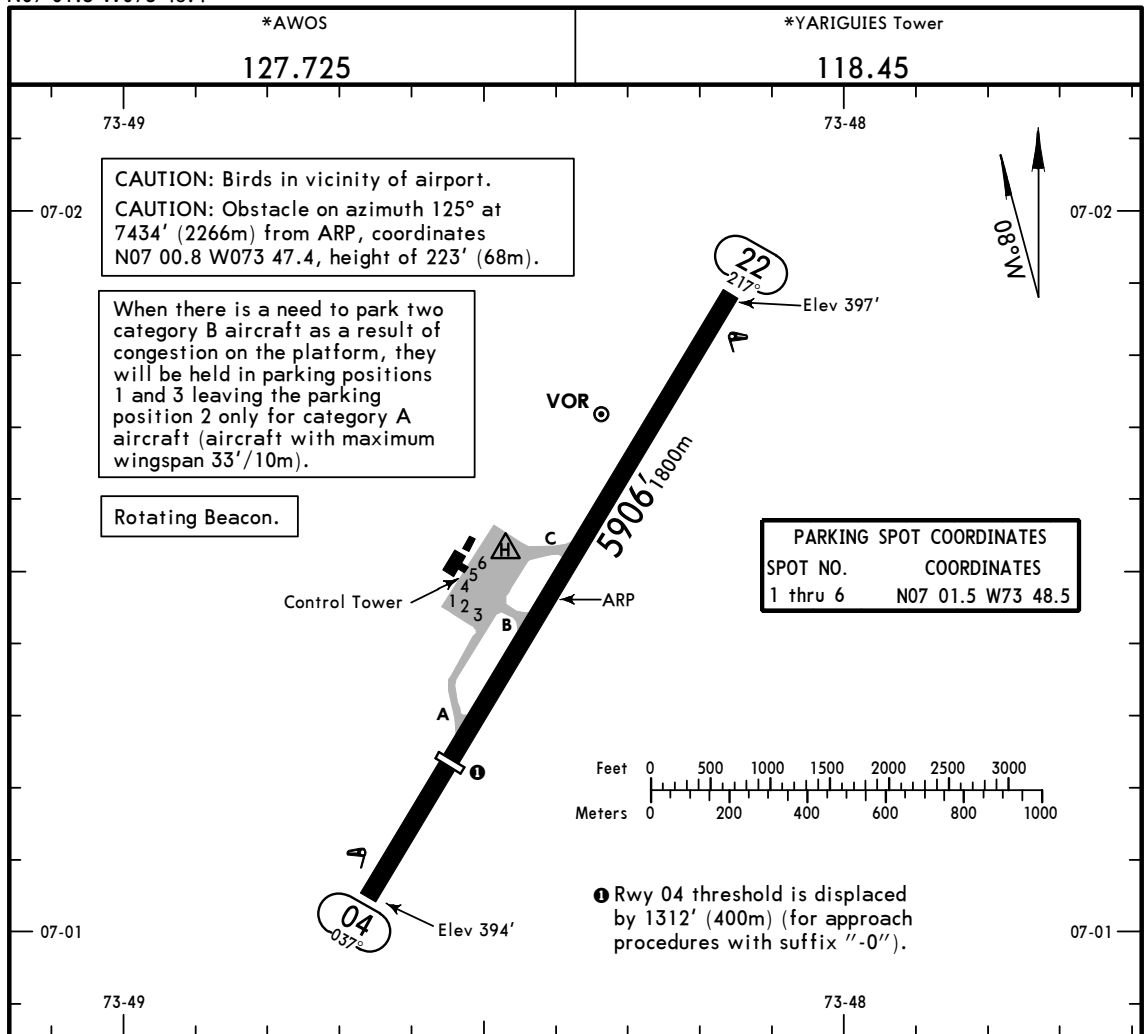 *AWOS
127.725
*YARIGUIES Tower
118.45
73-49
73-48
CAUTION: Birds in vicinity of airport.
CAUTION: Obstacle on azimuth 125° at
7434' (2266m) from ARP, coordinates
N07 00.8 W073 47.4, height of 223' (68m).
07-02
07-02
08°W
22
217°
Elev 397'
When there is a need to park two
category B aircraft as a result of
congestion on the platform, they
will be held in parking positions
1 and 3 leaving the parking
position 2 only for category A
aircraft (aircraft with maximum
wingspan 33'/10m).
VOR
5906' 1800m
Rotating Beacon.
H
C
PARKING SPOT COORDINATES
SPOT NO. COORDINATES
1 thru 6 N07 01.5 W73 48.5
6
5
4
1 2 3
Control Tower
ARP
B
A
1
Feet 0 500 1000 1500 2000 2500 3000
Meters 0 200 400 600 800 1000
1 Rwy 04 threshold is displaced
by 1312' (400m) (for approach
procedures with suffix "-0").
04
037°
Elev 394'
07-01
07-01
73-49
73-48